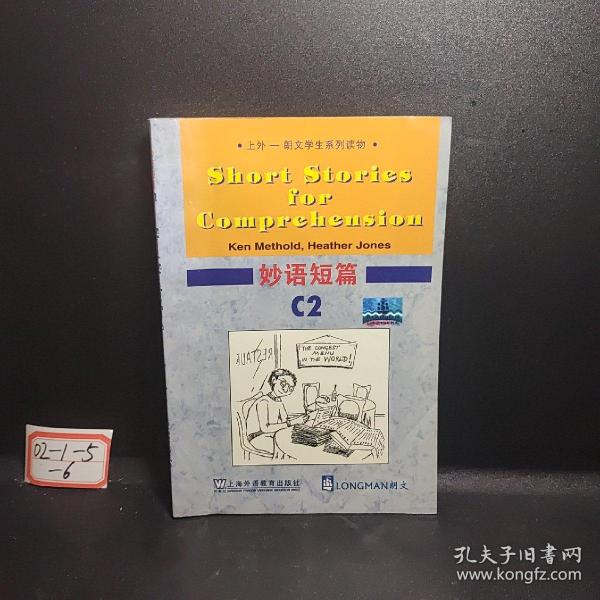 • 上外 — 朗文学生系列读物 •
Short Stories
for
Comprehension
Ken Methold, Heather Jones
妙语短篇
C2
THE LONGEST
MENU
IN THE WORLD!
02-1-5
-6
上海外语教育出版社
LONGMAN朗文
孔夫子旧书网
www.kongfz.com